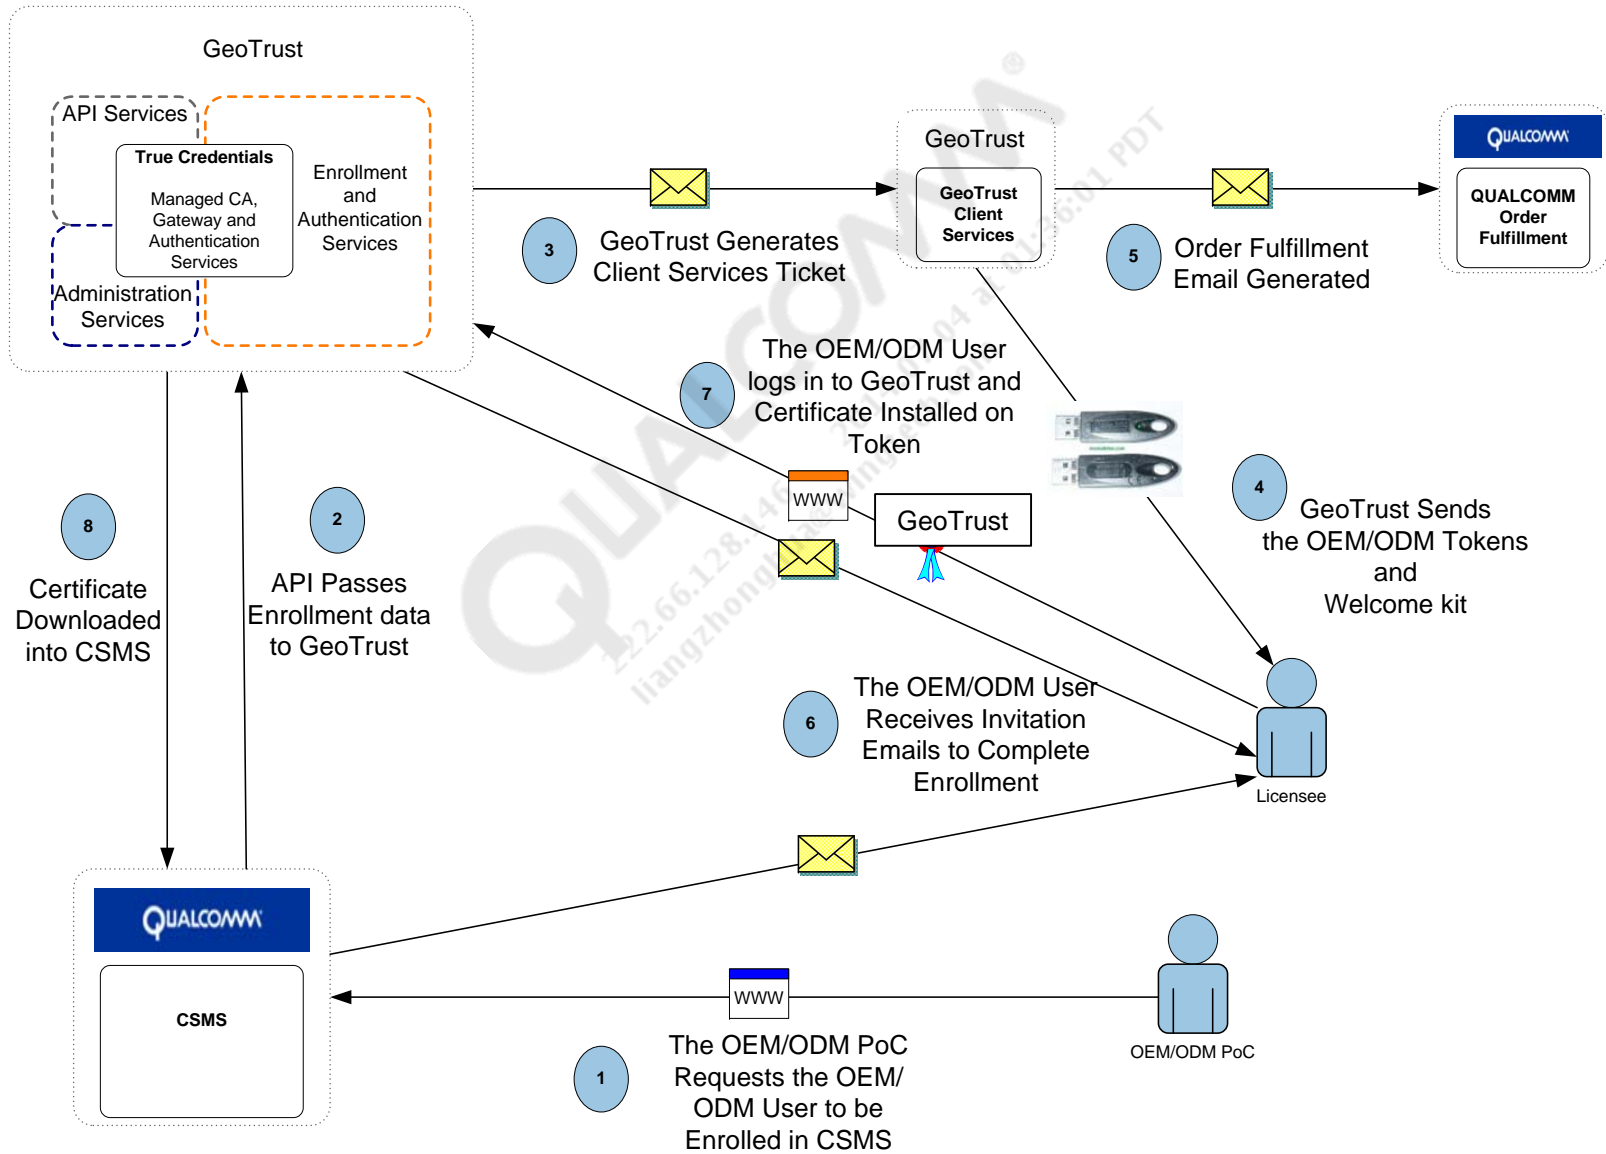 GeoTrust
API Services
True Credentials
Managed CA,
Gateway and
Authentication
Services
Enrollment
and
Authentication
Services
Administration
Services
3
GeoTrust Generates
Client Services Ticket
GeoTrust
GeoTrust
Client
Services
5
Order Fulfillment
Email Generated
QUALCOMM
QUALCOMM
Order
Fulfillment
7
The OEM/ODM User
logs in to GeoTrust and
Certificate Installed on
Token
www
GeoTrust
4
GeoTrust Sends
the OEM/ODM Tokens
and
Welcome kit
8
Certificate
Downloaded
into CSMS
2
API Passes
Enrollment data
to GeoTrust
6
The OEM/ODM User
Receives Invitation
Emails to Complete
Enrollment
Licensee
QUALCOMM
CSMS
www
OEM/ODM PoC
1
The OEM/ODM PoC
Requests the OEM/
ODM User to be
Enrolled in CSMS
QUALCOMM®